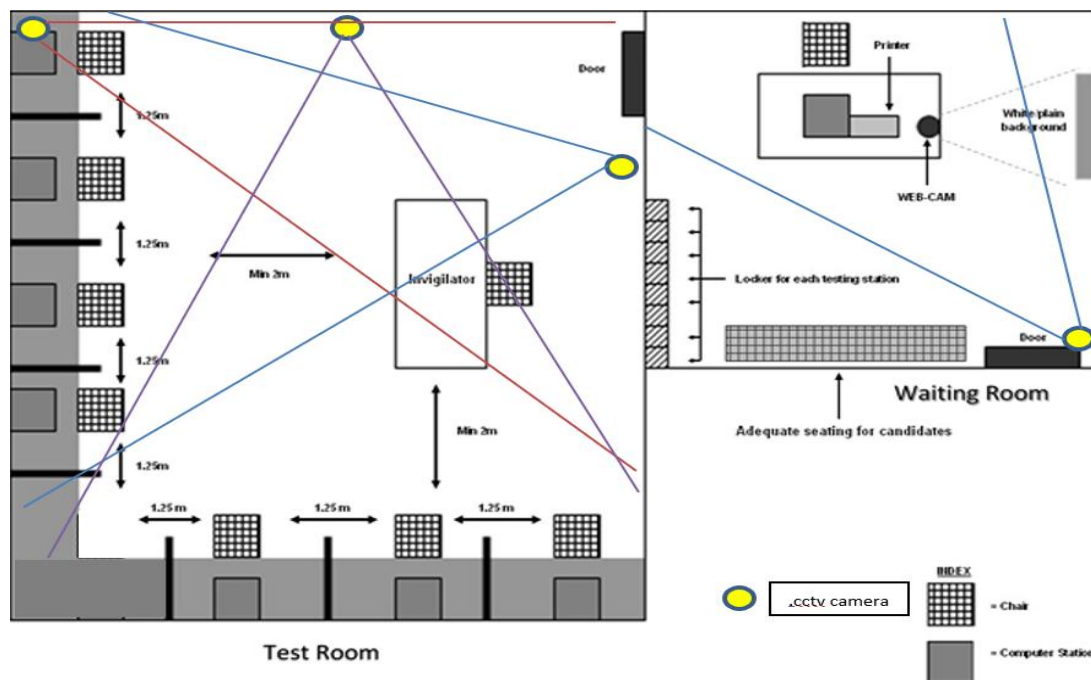 Door
Printer
White/plain
background
WEB-CAM
1.25m
1.25m
1.25m
1.25m
Min 2m
Invigilator
Locker for each testing station
Door
Waiting Room
Adequate seating for candidates
Min 2m
1.25 m
1.25 m
1.25 m
Test Room
.cctv camera
INDEX
= Chair
= Computer Station